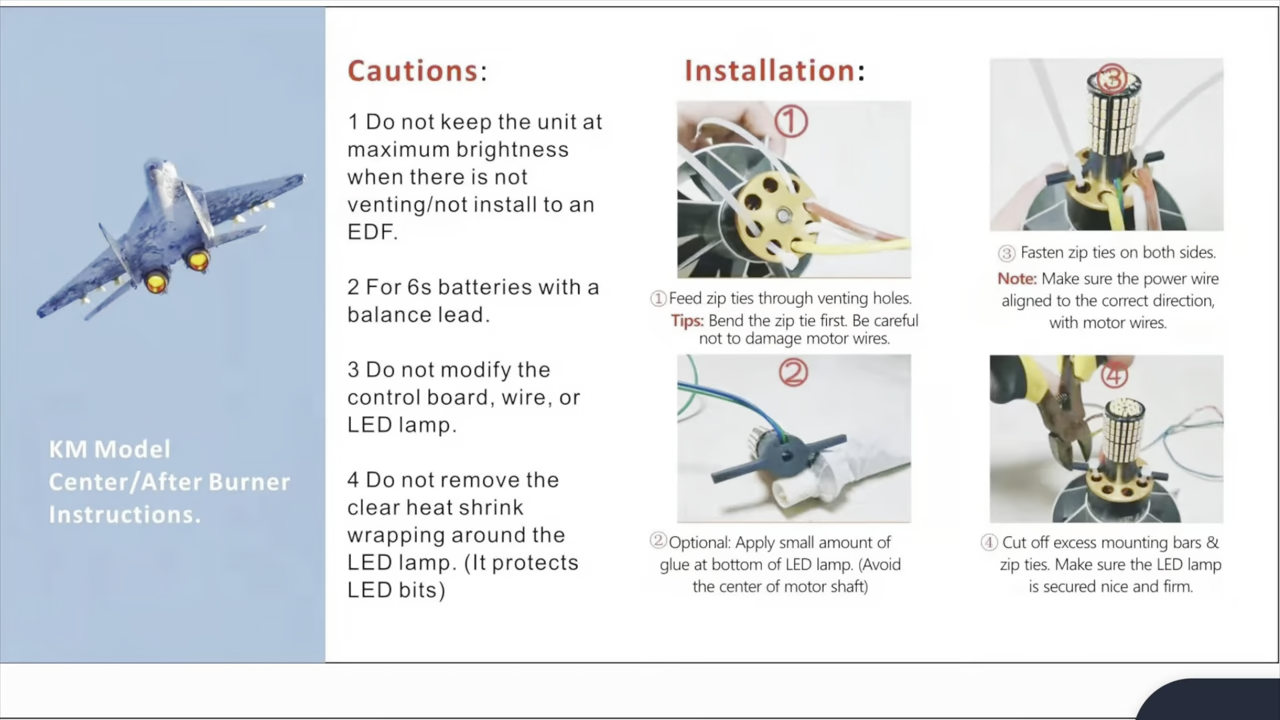 KM Model
Center/After Burner
Instructions.
Cautions:
1 Do not keep the unit at
maximum brightness
when there is not
venting/not install to an
EDF.
2 For 6s batteries with a
balance lead.
3 Do not modify the
control board, wire, or
LED lamp.
4 Do not remove the
clear heat shrink
wrapping around the
LED lamp. (It protects
LED bits)
Installation:
①
①Feed zip ties through venting holes.
Tips: Bend the zip tie first. Be careful
not to damage motor wires.
②
②Optional: Apply small amount of
glue at bottom of LED lamp. (Avoid
the center of motor shaft)
③
③ Fasten zip ties on both sides.
Note: Make sure the power wire
aligned to the correct direction,
with motor wires.
④
④ Cut off excess mounting bars &
zip ties. Make sure the LED lamp
is secured nice and firm.